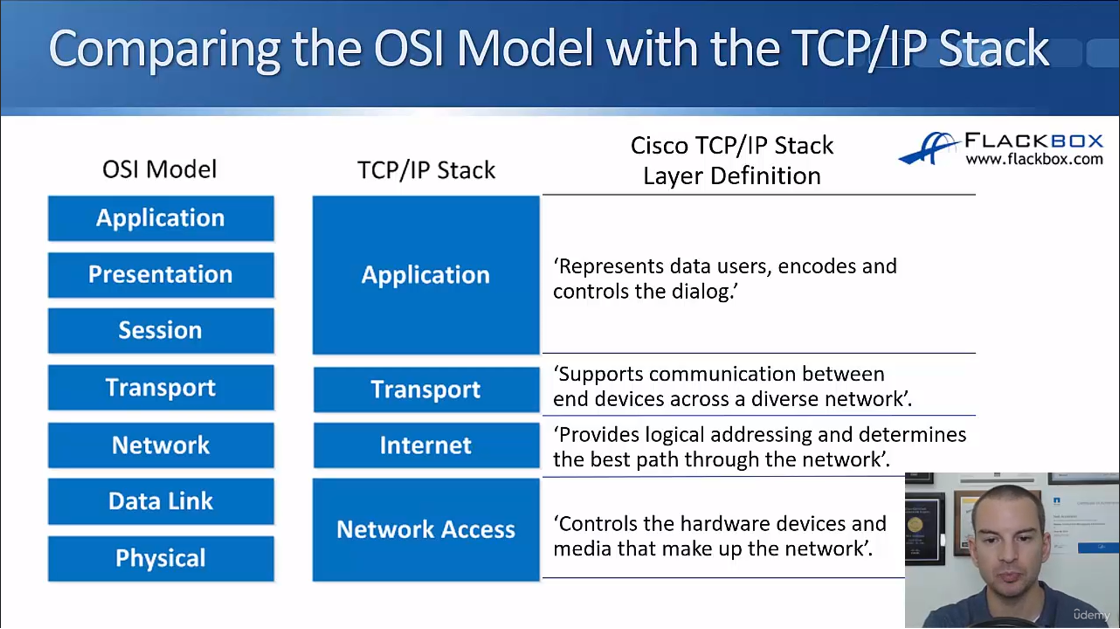 Comparing the OSI Model with the TCP/IP Stack
FLACKBOX
www.flackbox.com
OSI Model
TCP/IP Stack
Cisco TCP/IP Stack
Layer Definition
Application
Presentation
Session
Transport
Network
Data Link
Physical
Application
Transport
Internet
Network Access
‘Represents data users, encodes and
controls the dialog.’
‘Supports communication between
end devices across a diverse network’.
‘Provides logical addressing and determines
the best path through the network’.
‘Controls the hardware devices and
media that make up the network’.
udemy